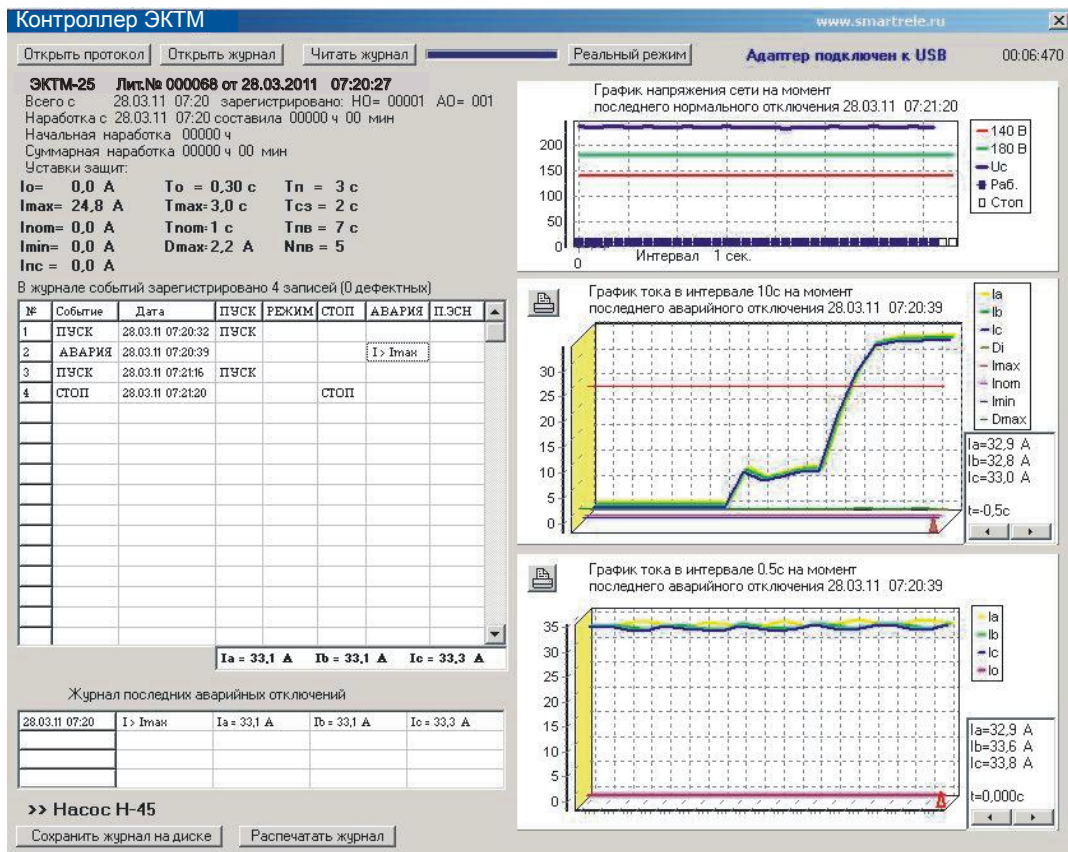 Контроллер ЭКТМ
www.smartrele.ru
Открыть протокол
Открыть журнал
Читать журнал
Реальный режим
Адаптер подключен к USB
00:06:470
ЭКТМ-25 Лит.№ 000068 от 28.03.2011 07:20:27
Всего с 28.03.11 07:20 зарегистрировано: НО= 00001 АО= 001
Наработка с 28.03.11 07:20 составила 00000 ч 00 мин
Начальная наработка 00000 ч
Суммарная наработка 00000 ч 00 мин
Уставки защит:
Io= 0,0 A To = 0,30 с Тп = 3 с
Imax= 24,8 A Tmax=3,0 с Тсз = 2 с
Inom= 0,0 A Tnom=1 с Тпв = 7 с
Imin= 0,0 A Dmax=2,2 A Nпв = 5
Inc = 0,0 A
В журнале событий зарегистрировано 4 записей (0 дефектных)
№ Событие Дата ПУСК РЕЖИМ СТОП АВАРИЯ П.ЭСН
1 ПУСК 28.03.11 07:20:32 ПУСК
2 АВАРИЯ 28.03.11 07:20:39 I> Imax
3 ПУСК 28.03.11 07:21:16 ПУСК
4 СТОП 28.03.11 07:21:20 СТОП
Ia = 33,1 A Ib = 33,1 A Ic = 33,3 A
Журнал последних аварийных отключений
28.03.11 07:20 I> Imax Ia = 33,1 A Ib = 33,1 A Ic = 33,3 A
>> Насос Н-45
Сохранить журнал на диске
Распечатать журнал
График напряжения сети на момент
последнего нормального отключения 28.03.11 07:21:20
200
150
100
50
0
0
Интервал 1 сек.
140 В
180 В
Uc
Раб.
Стоп
График тока в интервале 10с на момент
последнего аварийного отключения 28.03.11 07:20:39
30
25
20
15
10
5
0
Ia
Ib
Ic
Di
Imax
Inom
Imin
Dmax
Ia=32,9 A
Ib=32,8 A
Ic=33,0 A
t=-0,5с
График тока в интервале 0.5с на момент
последнего аварийного отключения 28.03.11 07:20:39
35
30
25
20
15
10
5
0
Ia
Ib
Ic
Io
Ia=32,9 A
Ib=33,6 A
Ic=33,8 A
t=0,000с